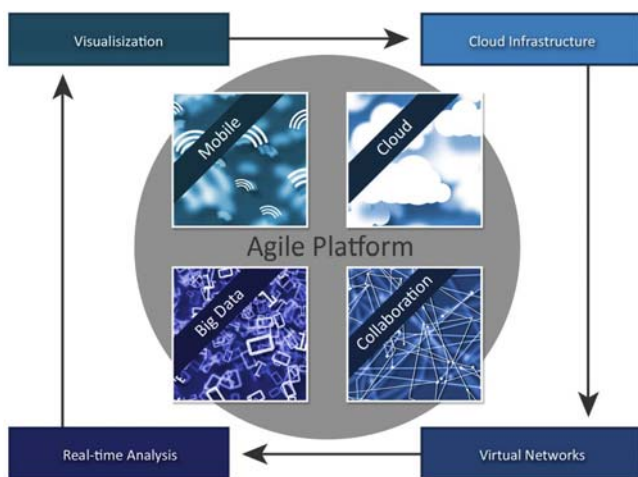 Visualisization
Cloud Infrastructure
Mobile
Cloud
Agile Platform
Big Data
Collaboration
Real-time Analysis
Virtual Networks